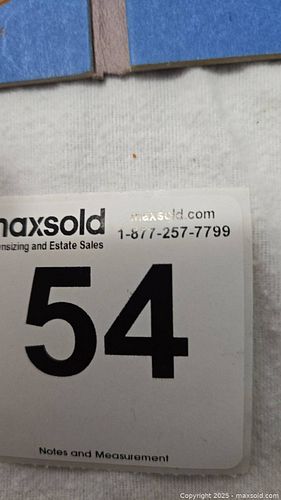 maxsold
maxsold.com
nsizing and Estate Sales
1-877-257-7799
54
Notes and Measurement
Copyright 2025 - maxsold.com